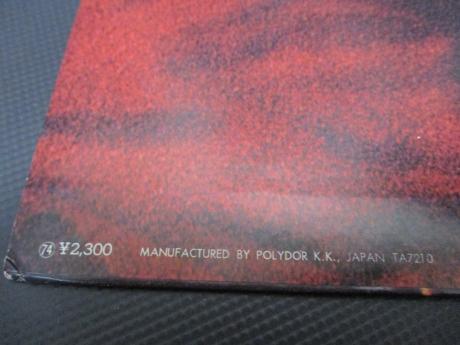 74 ¥2,300 MANUFACTURED BY POLYDOR K.K., JAPAN TA7210